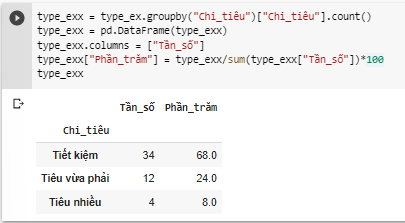 type_exx = type_ex.groupby("Chi_tiêu")["Chi_tiêu"].count()
type_exx = pd.DataFrame(type_exx)
type_exx.columns = ["Tần_số"]
type_exx["Phần_trăm"] = type_exx/sum(type_exx["Tần_số"])*100
type_exx
Tần_số Phần_trăm
Chi_tiêu
Tiết kiệm 34 68.0
Tiêu vừa phải 12 24.0
Tiêu nhiều 4 8.0